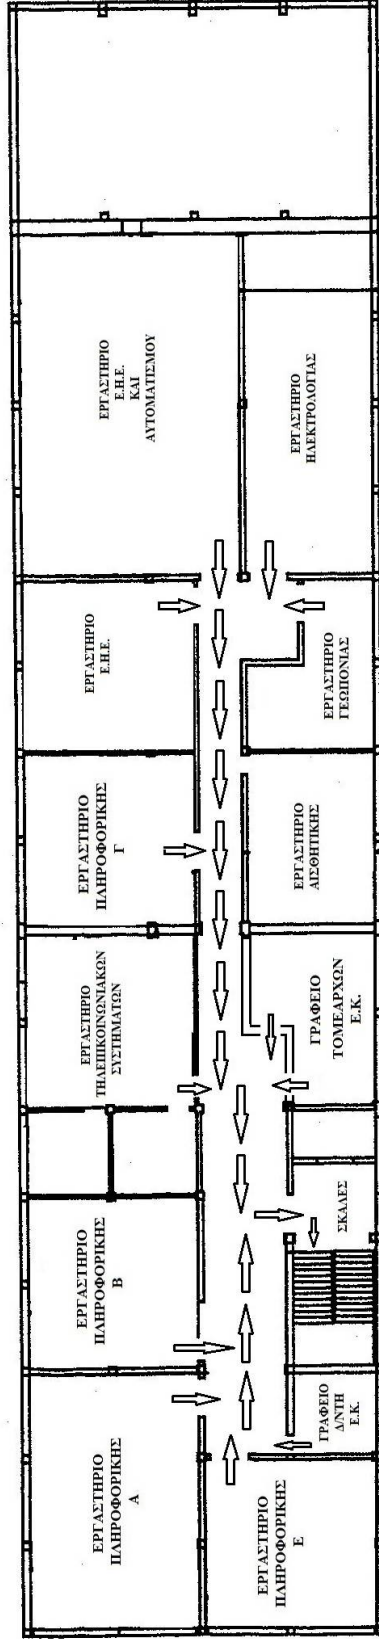 ΕΡΓΑΣΤΗΡΙΟ
Ε.Η.Ε.
ΚΑΙ
ΑΥΤΟΜΑΤΙΣΜΟΥ
ΕΡΓΑΣΤΗΡΙΟ
ΗΛΕΚΤΡΟΛΟΓΙΑΣ
ΕΡΓΑΣΤΗΡΙΟ
Ε.Η.Ε.
ΕΡΓΑΣΤΗΡΙΟ
ΓΕΩΠΟΝΙΑΣ
ΕΡΓΑΣΤΗΡΙΟ
ΠΛΗΡΟΦΟΡΙΚΗΣ
Γ
ΕΡΓΑΣΤΗΡΙΟ
ΑΙΣΘΗΤΙΚΗΣ
ΕΡΓΑΣΤΗΡΙΟ
ΤΗΛΕΠΙΚΟΙΝΩΝΙΑΚΩΝ
ΣΥΣΤΗΜΑΤΩΝ
ΓΡΑΦΕΙΟ
ΤΟΜΕΑΡΧΩΝ
Ε.Κ.
ΕΡΓΑΣΤΗΡΙΟ
ΠΛΗΡΟΦΟΡΙΚΗΣ
Β
ΣΚΑΛΕΣ
ΓΡΑΦΕΙΟ
Δ/ΝΤΗ
Ε.Κ.
ΕΡΓΑΣΤΗΡΙΟ
ΠΛΗΡΟΦΟΡΙΚΗΣ
Α
ΕΡΓΑΣΤΗΡΙΟ
ΠΛΗΡΟΦΟΡΙΚΗΣ
Ε